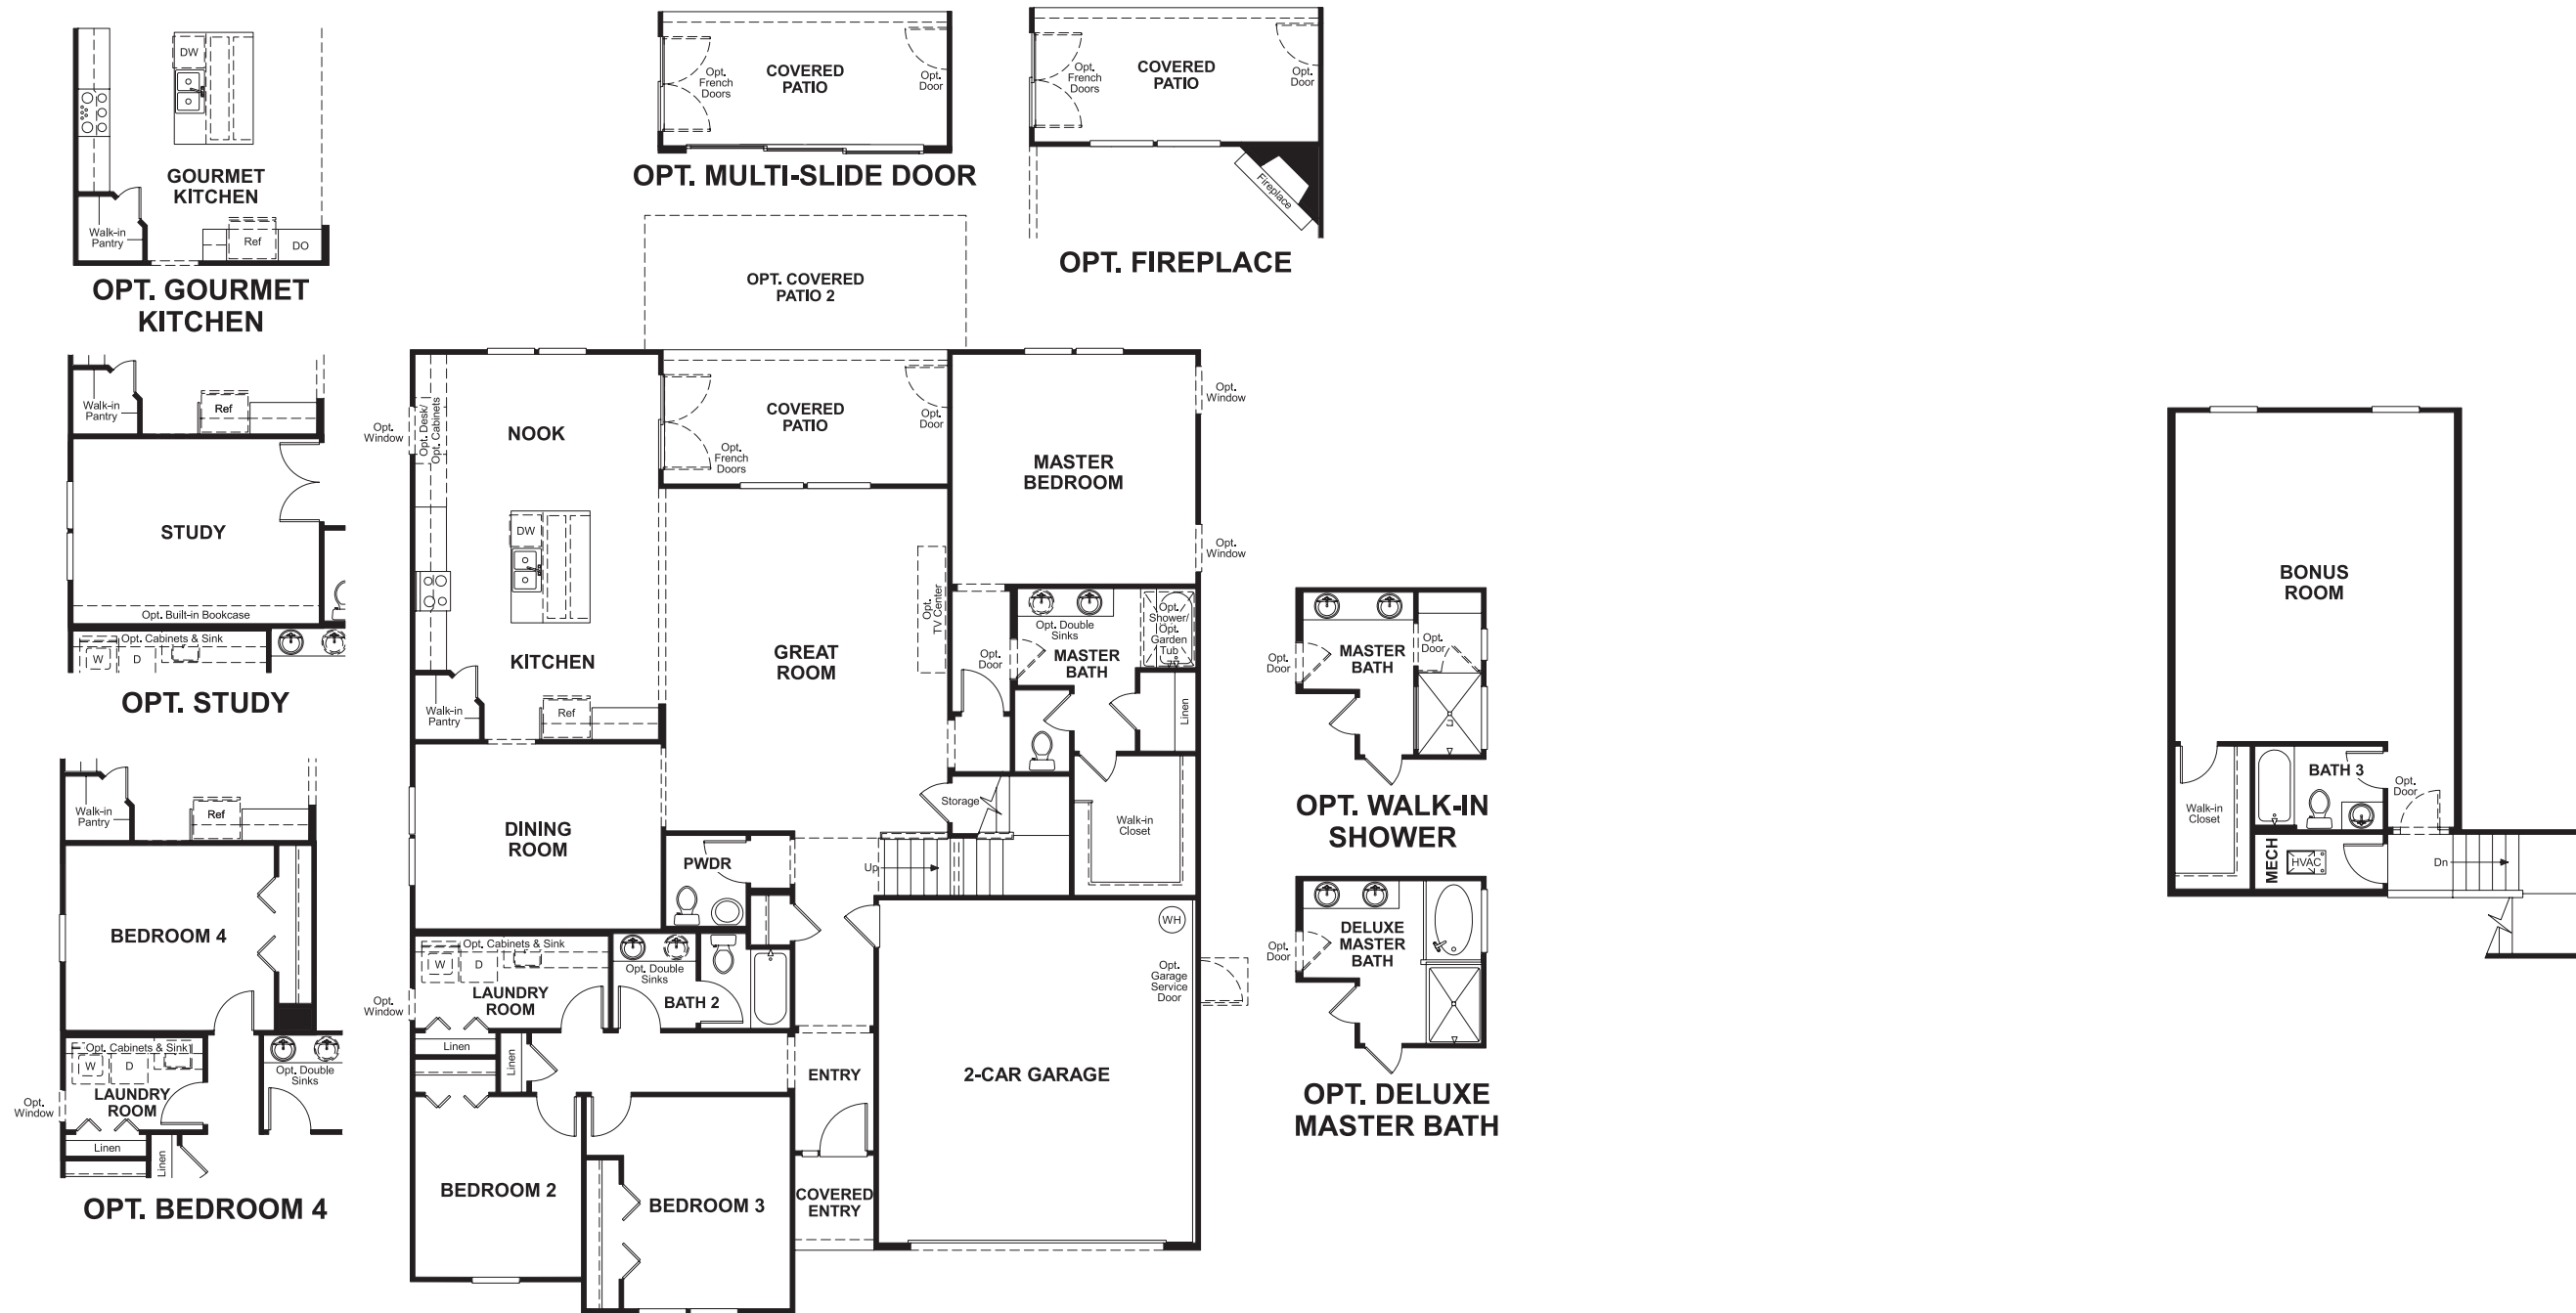 DW
GOURMET
KITCHEN
Walk-in
Pantry
Ref
DO
OPT. GOURMET
KITCHEN
Opt.
French
Doors
COVERED
PATIO
Opt.
Door
OPT. MULTI-SLIDE DOOR
Opt.
French
Doors
COVERED
PATIO
Opt.
Door
Fireplace
OPT. FIREPLACE
Walk-in
Pantry
Ref
STUDY
Opt. Built-in Bookcase
Opt. Cabinets & Sink
W
D
OPT. STUDY
Walk-in
Pantry
Ref
BEDROOM 4
Opt. Cabinets & Sink
W
D
Opt. Double
Sinks
LAUNDRY
ROOM
Opt.
Window
Linen
Linen
OPT. BEDROOM 4
OPT. COVERED
PATIO 2
Opt.
Window
Opt. Desk/
Opt. Cabinets
NOOK
COVERED
PATIO
Opt.
French
Doors
Opt.
Door
MASTER
BEDROOM
Opt.
Window
Opt.
Window
DW
KITCHEN
Walk-in
Pantry
Ref
GREAT
ROOM
Opt.
TV Center
Opt. Double
Sinks
Opt.
Shower/
Opt.
Garden
Tub
MASTER
BATH
Opt.
Door
Linen
Storage
Walk-in
Closet
DINING
ROOM
PWDR
Up
WH
Opt. Cabinets & Sink
W
D
Opt. Double
Sinks
LAUNDRY
ROOM
BATH 2
Opt.
Window
Linen
Linen
Opt.
Garage
Service
Door
ENTRY
2-CAR GARAGE
BEDROOM 2
BEDROOM 3
COVERED
ENTRY
MASTER
BATH
Opt.
Door
Opt.
Door
OPT. WALK-IN
SHOWER
DELUXE
MASTER
BATH
Opt.
Door
OPT. DELUXE
MASTER BATH
BONUS
ROOM
BATH 3
Opt.
Door
Walk-in
Closet
MECH
HVAC
Dn